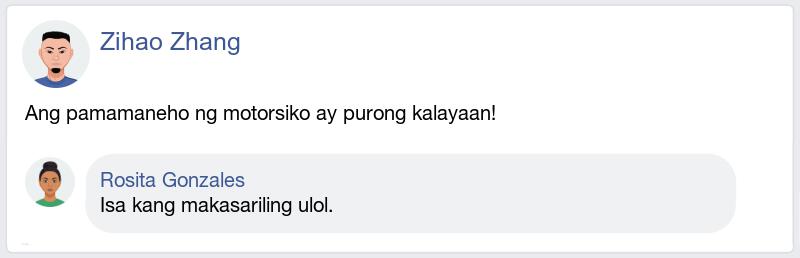 Zihao Zhang
Ang pamamaneho ng motorsiko ay purong kalayaan!
Rosita Gonzales
Isa kang makasariling ulol.